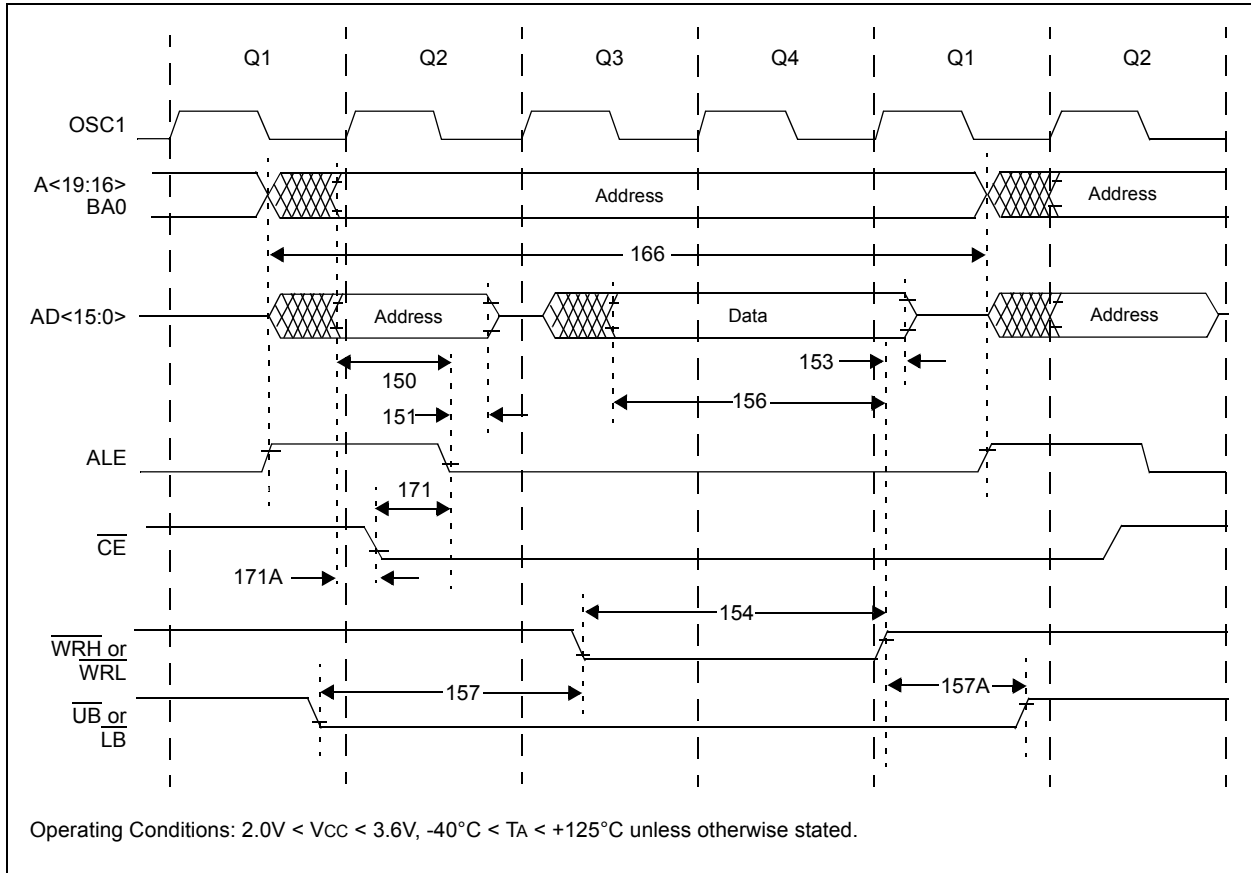 Q1 Q2 Q3 Q4 Q1 Q2
OSC1
A<19:16>
BA0
Address
Address
166
AD<15:0>
Address
Data
Address
150
153
151
156
ALE
171
CE
171A
154
WRH or
WRL
157
157A
UB or
LB
Operating Conditions: 2.0V < VCC < 3.6V, -40°C < TA < +125°C unless otherwise stated.